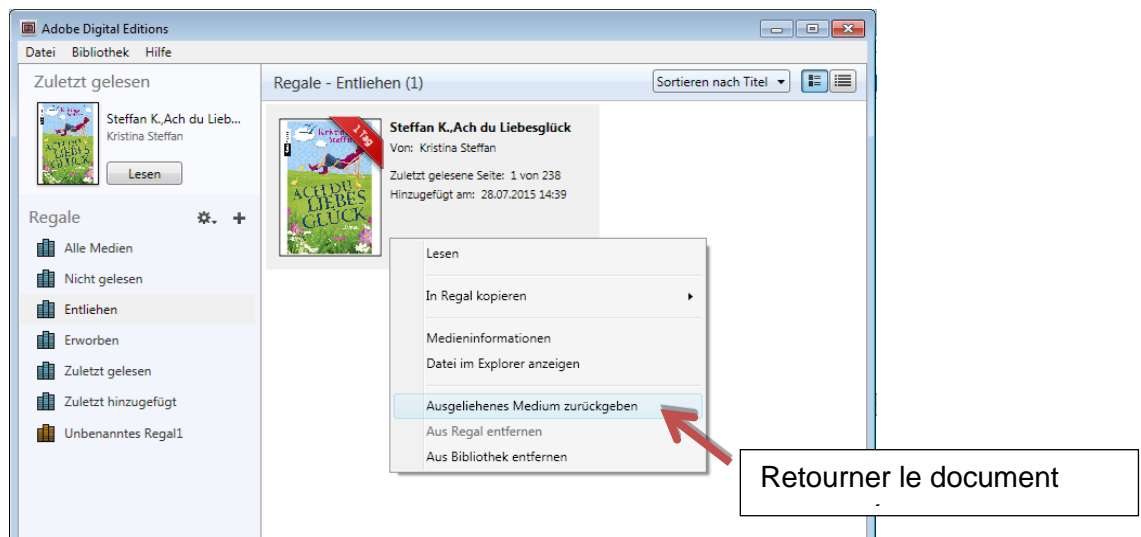 Adobe Digital Editions
Datei Bibliothek Hilfe
Zuletzt gelesen
Steffan K.,Ach du Lieb...
Kristina Steffan
Lesen
Regale
Alle Medien
Nicht gelesen
Entliehen
Erworben
Zuletzt gelesen
Zuletzt hinzugefügt
Unbenanntes Regal1
Regale - Entliehen (1)
Sortieren nach Titel
1 Tag
ACH DU
LIEBES
GLÜCK
Steffan K.,Ach du Liebesglück
Von: Kristina Steffan
Zuletzt gelesene Seite: 1 von 238
Hinzugefügt am: 28.07.2015 14:39
Lesen
In Regal kopieren
Medieninformationen
Datei im Explorer anzeigen
Ausgeliehenes Medium zurückgeben
Aus Regal entfernen
Aus Bibliothek entfernen
Retourner le document